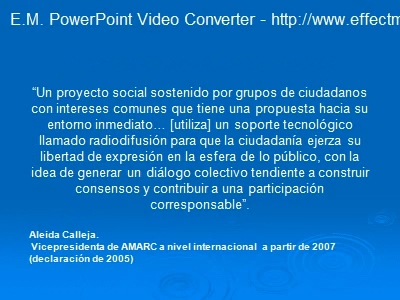 E.M. PowerPoint Video Converter - http://www.effectm
“Un proyecto social sostenido por grupos de ciudadanos
con intereses comunes que tiene una propuesta hacia su
entorno inmediato… [utiliza] un soporte tecnológico
llamado radiodifusión para que la ciudadanía ejerza su
libertad de expresión en la esfera de lo público, con la
idea de generar un diálogo colectivo tendiente a construir
consensos y contribuir a una participación
corresponsable”.
Aleida Calleja.
Vicepresidenta de AMARC a nivel internacional a partir de 2007
(declaración de 2005)